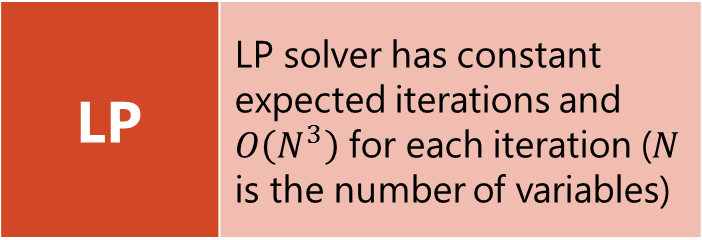 LP
LP solver has constant
expected iterations and
𝑂(𝑁³) for each iteration (𝑁
is the number of variables)